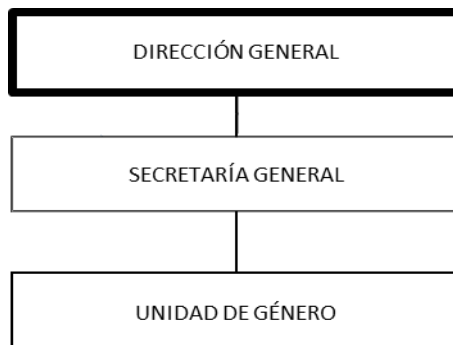 DIRECCIÓN GENERAL
SECRETARÍA GENERAL
UNIDAD DE GÉNERO